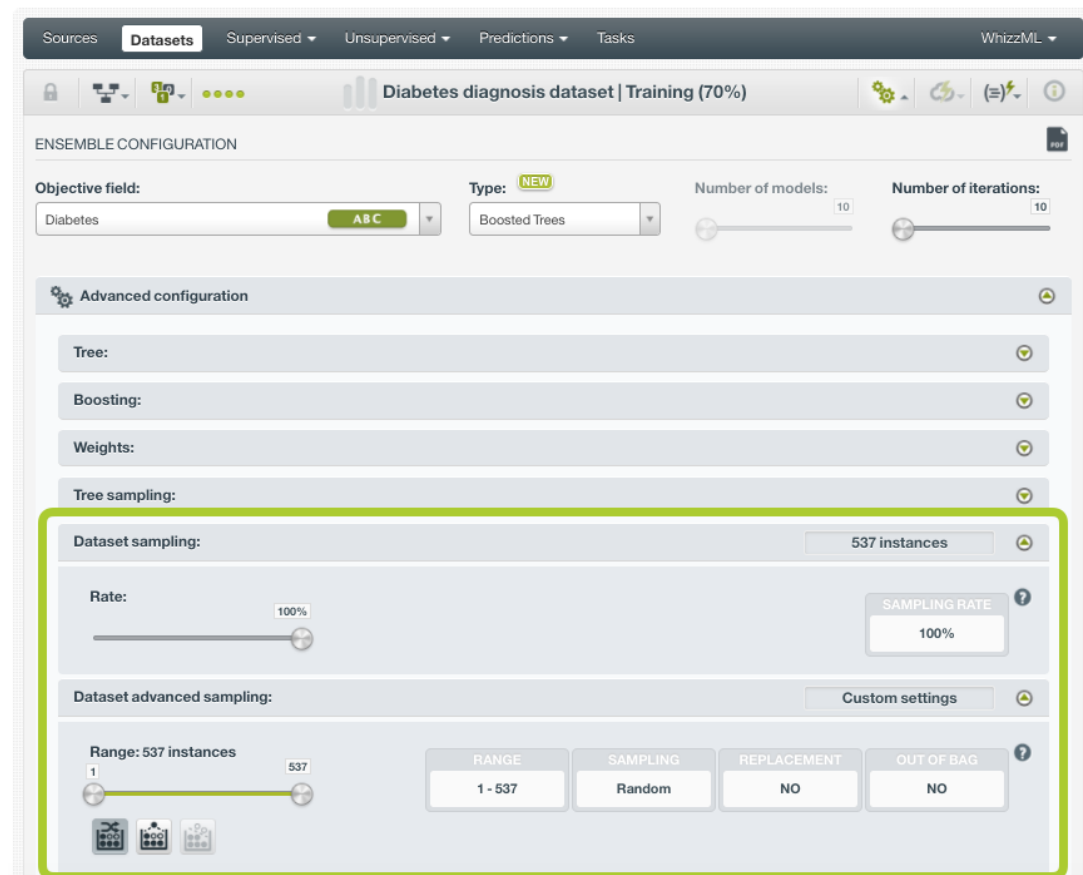 Sources Datasets Supervised Unsupervised Predictions Tasks WhizzML
Diabetes diagnosis dataset | Training (70%)
ENSEMBLE CONFIGURATION
PDF
Objective field: Type: NEW Number of models: Number of iterations:
10 10
Diabetes ABC Boosted Trees
Advanced configuration
Tree:
Boosting:
Weights:
Tree sampling:
Dataset sampling: 537 instances
Rate: SAMPLING RATE ?
100%
100%
Dataset advanced sampling: Custom settings
Range: 537 instances RANGE SAMPLING REPLACEMENT OUT OF BAG ?
1 537
1 - 537 Random NO NO